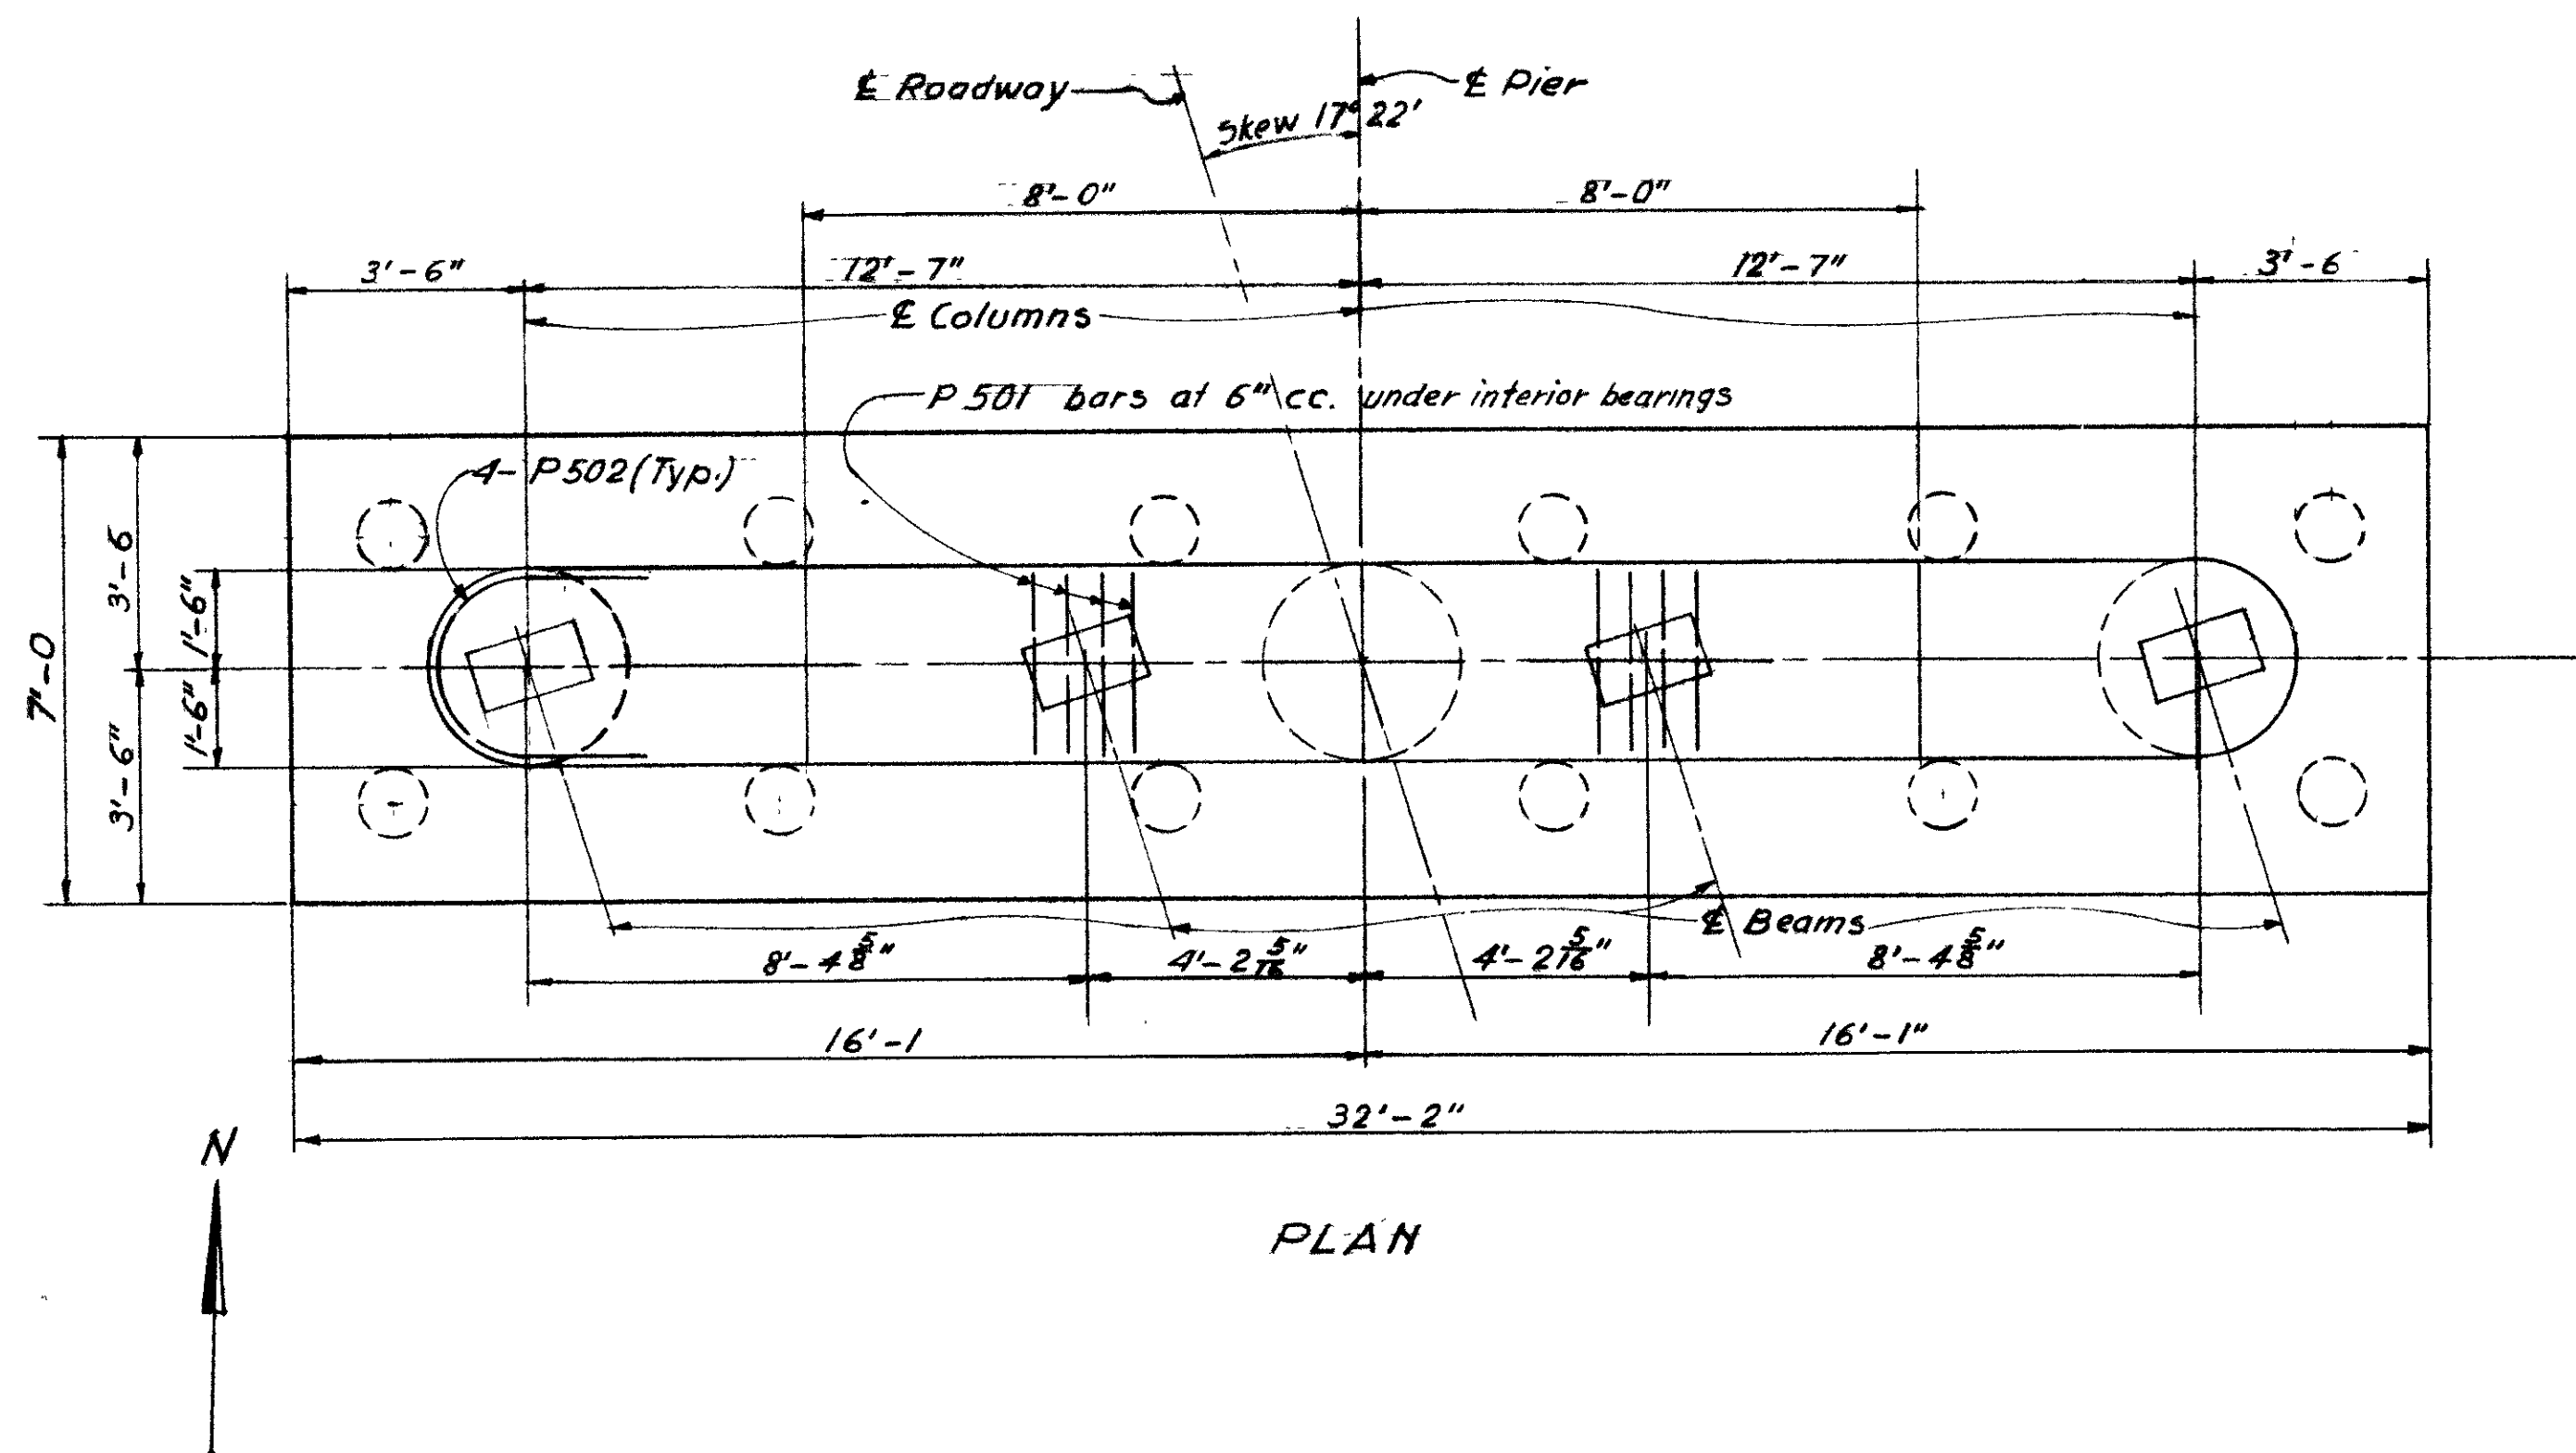 ℄ Roadway
℄ Pier
Skew 17° 22'
8'-0"
8'-0"
3'-6"
12'-7"
12'-7"
3'-6
℄ Columns
P 501 bars at 6" cc. under interior bearings
4- P502 (Typ.)
7'-0
3'-6
3'-6"
1'-6"
1'-6"
℄ Beams
8'-4 5/8"
4'-2 5/16"
4'-2 5/16"
8'-4 5/8"
16'-1
16'-1"
32'-2"
N
PLAN